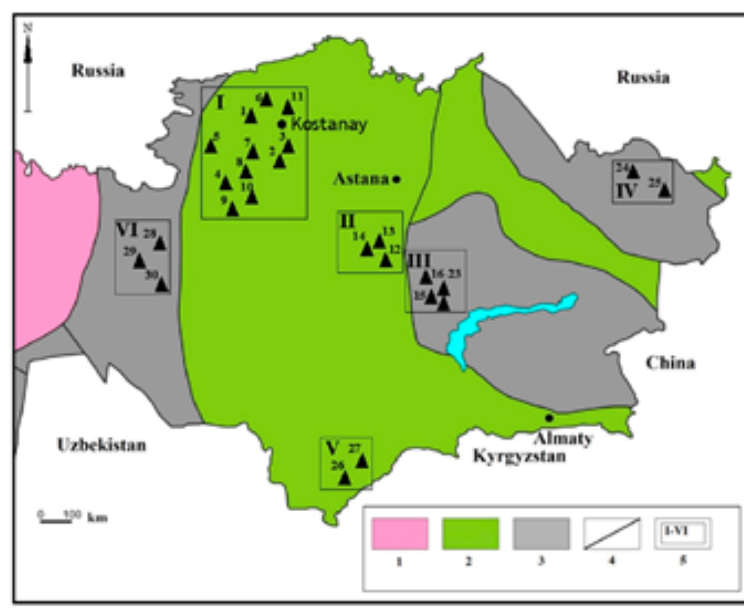 N
Russia
Russia
I
6
11
1
Kostanay
5
3
7
2
8
4
10
9
Astana
24
25
IV
II
14
13
12
VI
28
29
30
III
16
23
15
China
Uzbekistan
Almaty
Kyrgyzstan
V
27
26
0 100 km
I-VI
1 2 3 4 5